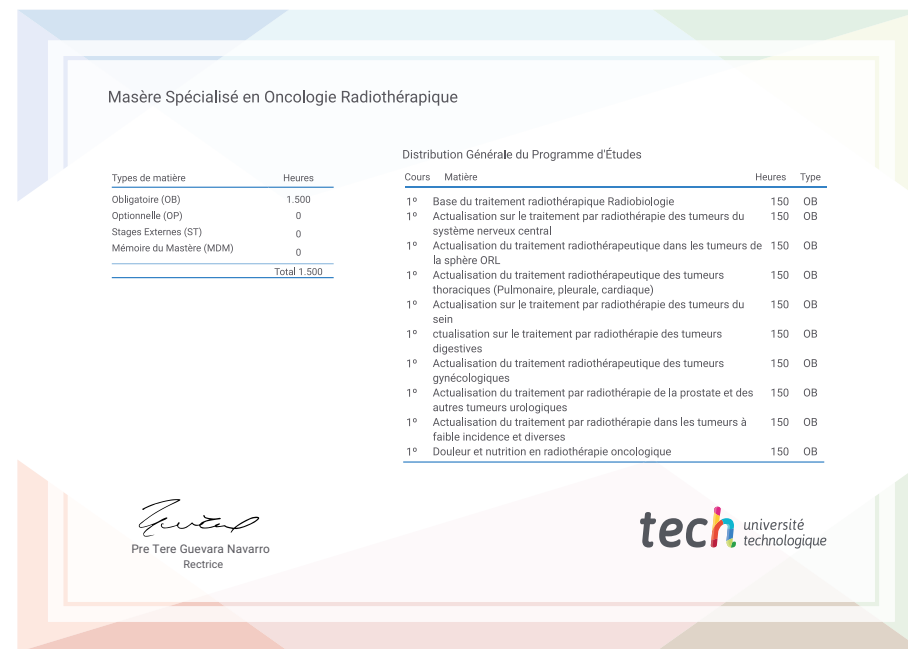 Masère Spécialisé en Oncologie Radiothérapique
Types de matière Heures
Obligatoire (OB) 1.500
Optionnelle (OP) 0
Stages Externes (ST) 0
Mémoire du Mastère (MDM) 0
Total 1.500
Distribution Générale du Programme d'Études
Cours Matière Heures Type
1º Base du traitement radiothérapique Radiobiologie 150 OB
1º Actualisation sur le traitement par radiothérapie des tumeurs du 150 OB
système nerveux central
1º Actualisation du traitement radiothérapeutique dans les tumeurs de 150 OB
la sphère ORL
1º Actualisation du traitement radiothérapeutique des tumeurs 150 OB
thoraciques (Pulmonaire, pleurale, cardiaque)
1º Actualisation sur le traitement par radiothérapie des tumeurs du 150 OB
sein
1º ctualisation sur le traitement par radiothérapie des tumeurs 150 OB
digestives
1º Actualisation du traitement radiothérapeutique des tumeurs 150 OB
gynécologiques
1º Actualisation du traitement par radiothérapie de la prostate et des 150 OB
autres tumeurs urologiques
1º Actualisation du traitement par radiothérapie dans les tumeurs à 150 OB
faible incidence et diverses
1º Douleur et nutrition en radiothérapie oncologique 150 OB
Pre Tere Guevara Navarro
Rectrice
tech université
technologique